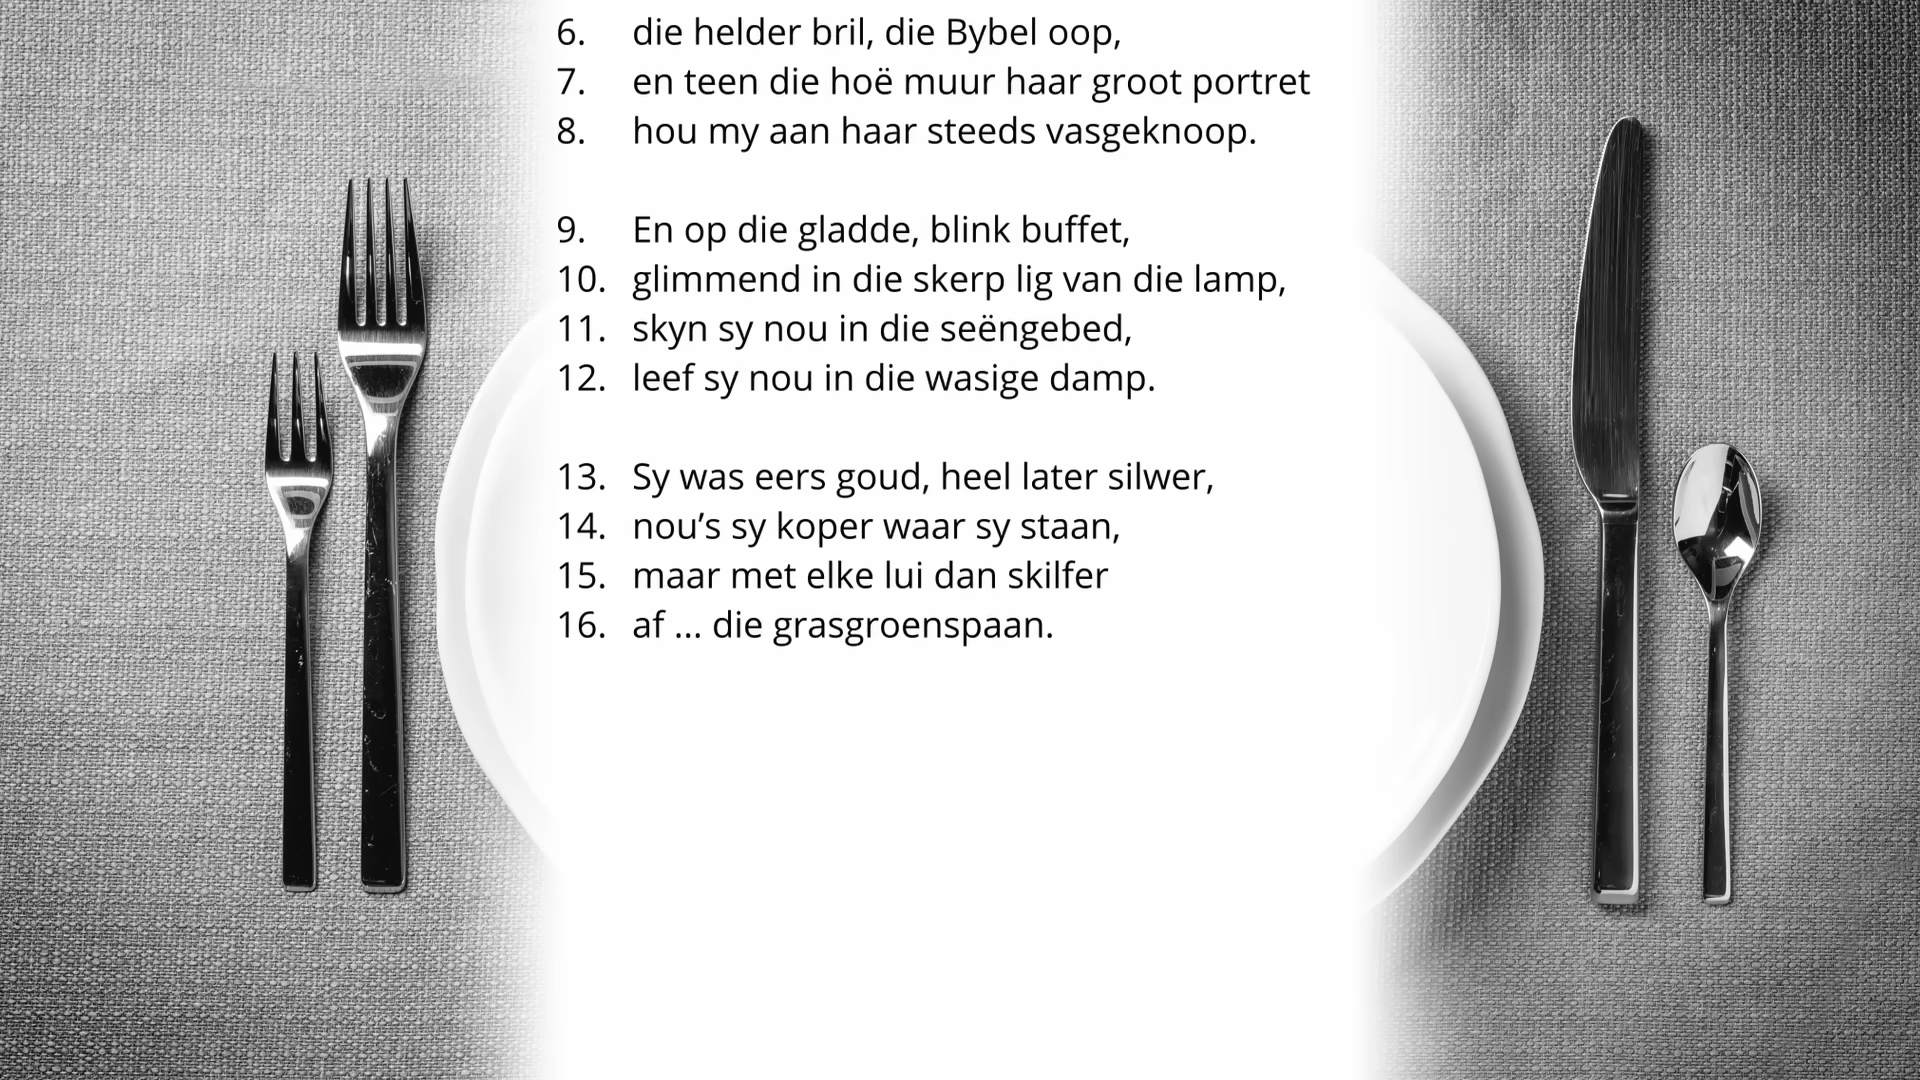 6. die helder bril, die Bybel oop,
7. en teen die hoë muur haar groot portret
8. hou my aan haar steeds vasgeknoop.
9. En op die gladde, blink buffet,
10. glimmend in die skerp lig van die lamp,
11. skyn sy nou in die seëngebed,
12. leef sy nou in die wasige damp.
13. Sy was eers goud, heel later silwer,
14. nou’s sy koper waar sy staan,
15. maar met elke lui dan skilfer
16. af ... die grasgroenspaan.